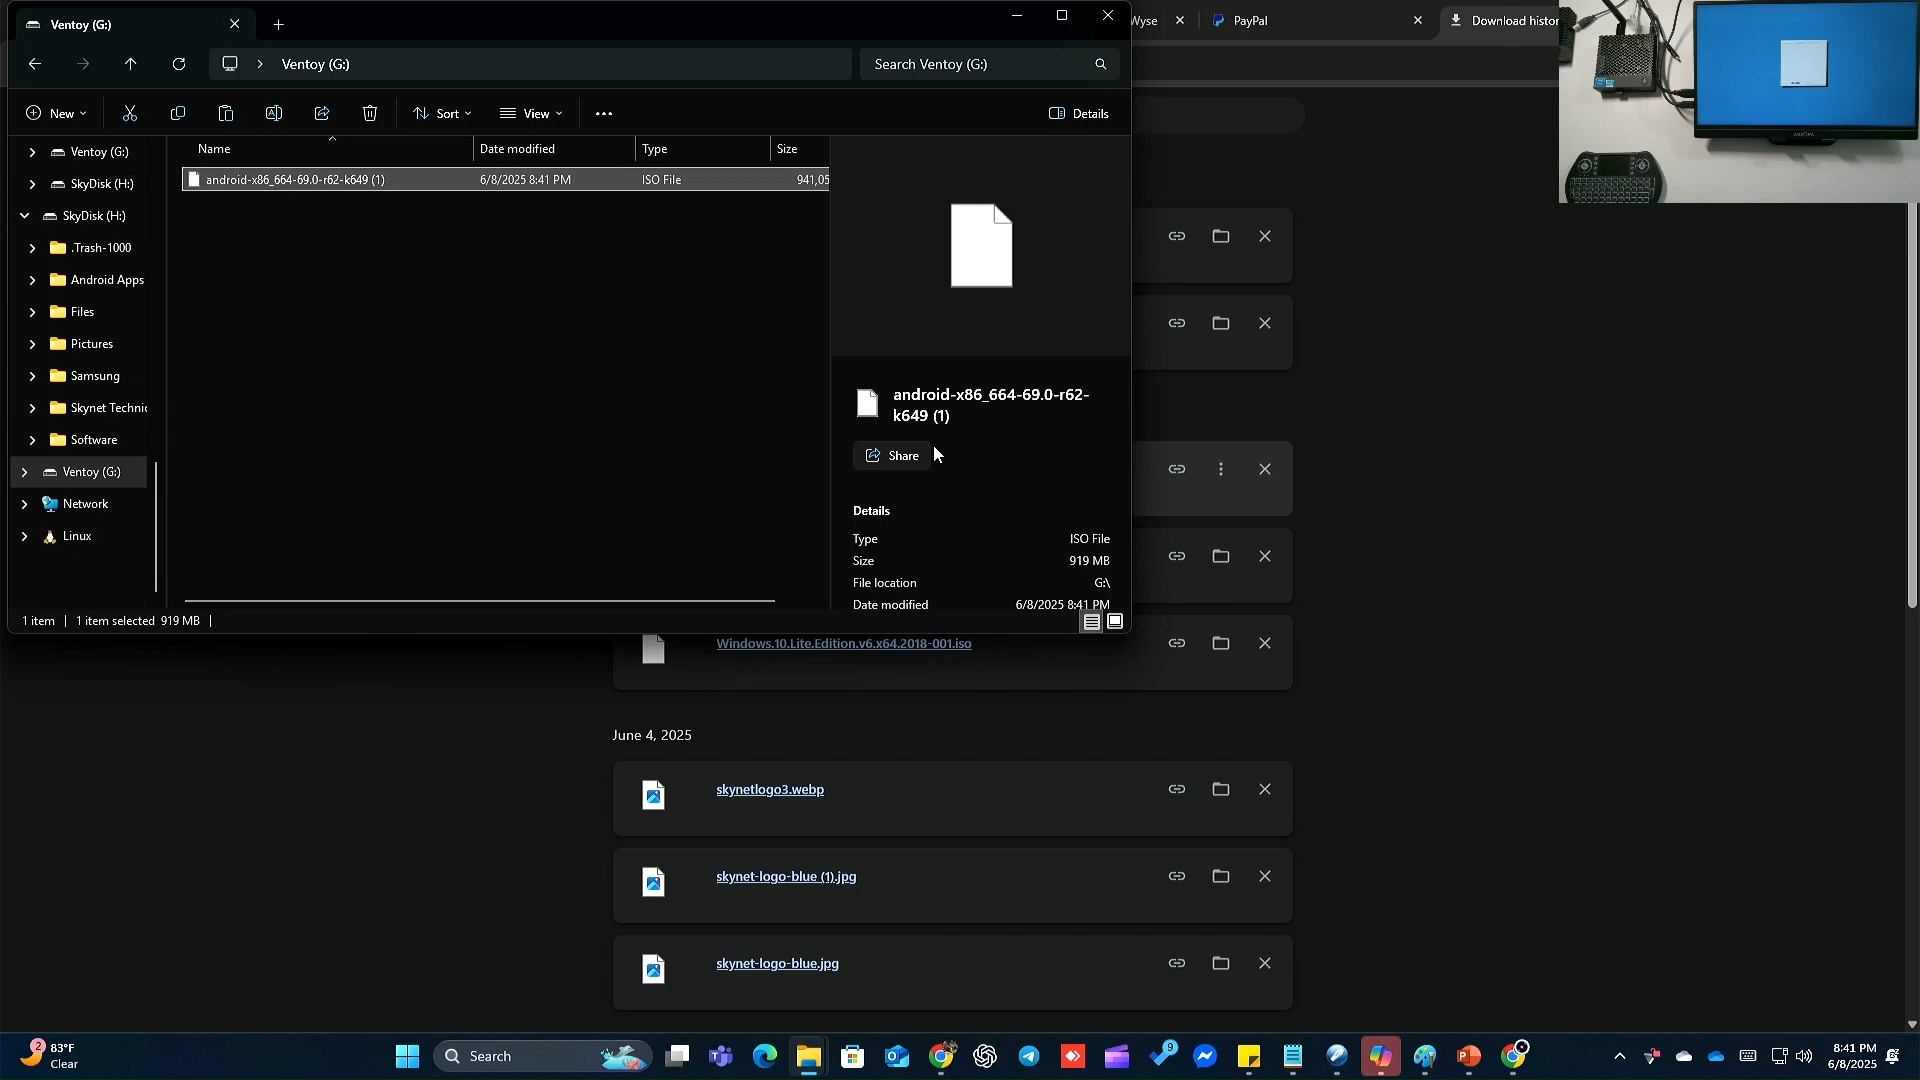 Ventoy (G:)
Wyse
PayPal
Download histor
Ventoy (G:)
Search Ventoy (G:)
New
Sort
View
Details
Name
Date modified
Type
Size
Ventoy (G:)
SkyDisk (H:)
SkyDisk (H:)
.Trash-1000
Android Apps
Files
Pictures
Samsung
Skynet Technic
Software
Ventoy (G:)
Network
Linux
android-x86_664-69.0-r62-k649 (1)
6/8/2025 8:41 PM
ISO File
941,05
android-x86_664-69.0-r62-
k649 (1)
Share
Details
Type
ISO File
Size
919 MB
File location
G:\
Date modified
6/8/2025 8:41 PM
1 item
1 item selected 919 MB
Windows.10.Lite.Edition.v6.x64.2018-001.iso
June 4, 2025
skynetlogo3.webp
skynet-logo-blue (1).jpg
skynet-logo-blue.jpg
2
83°F
Clear
Search
9
8:41 PM
6/8/2025